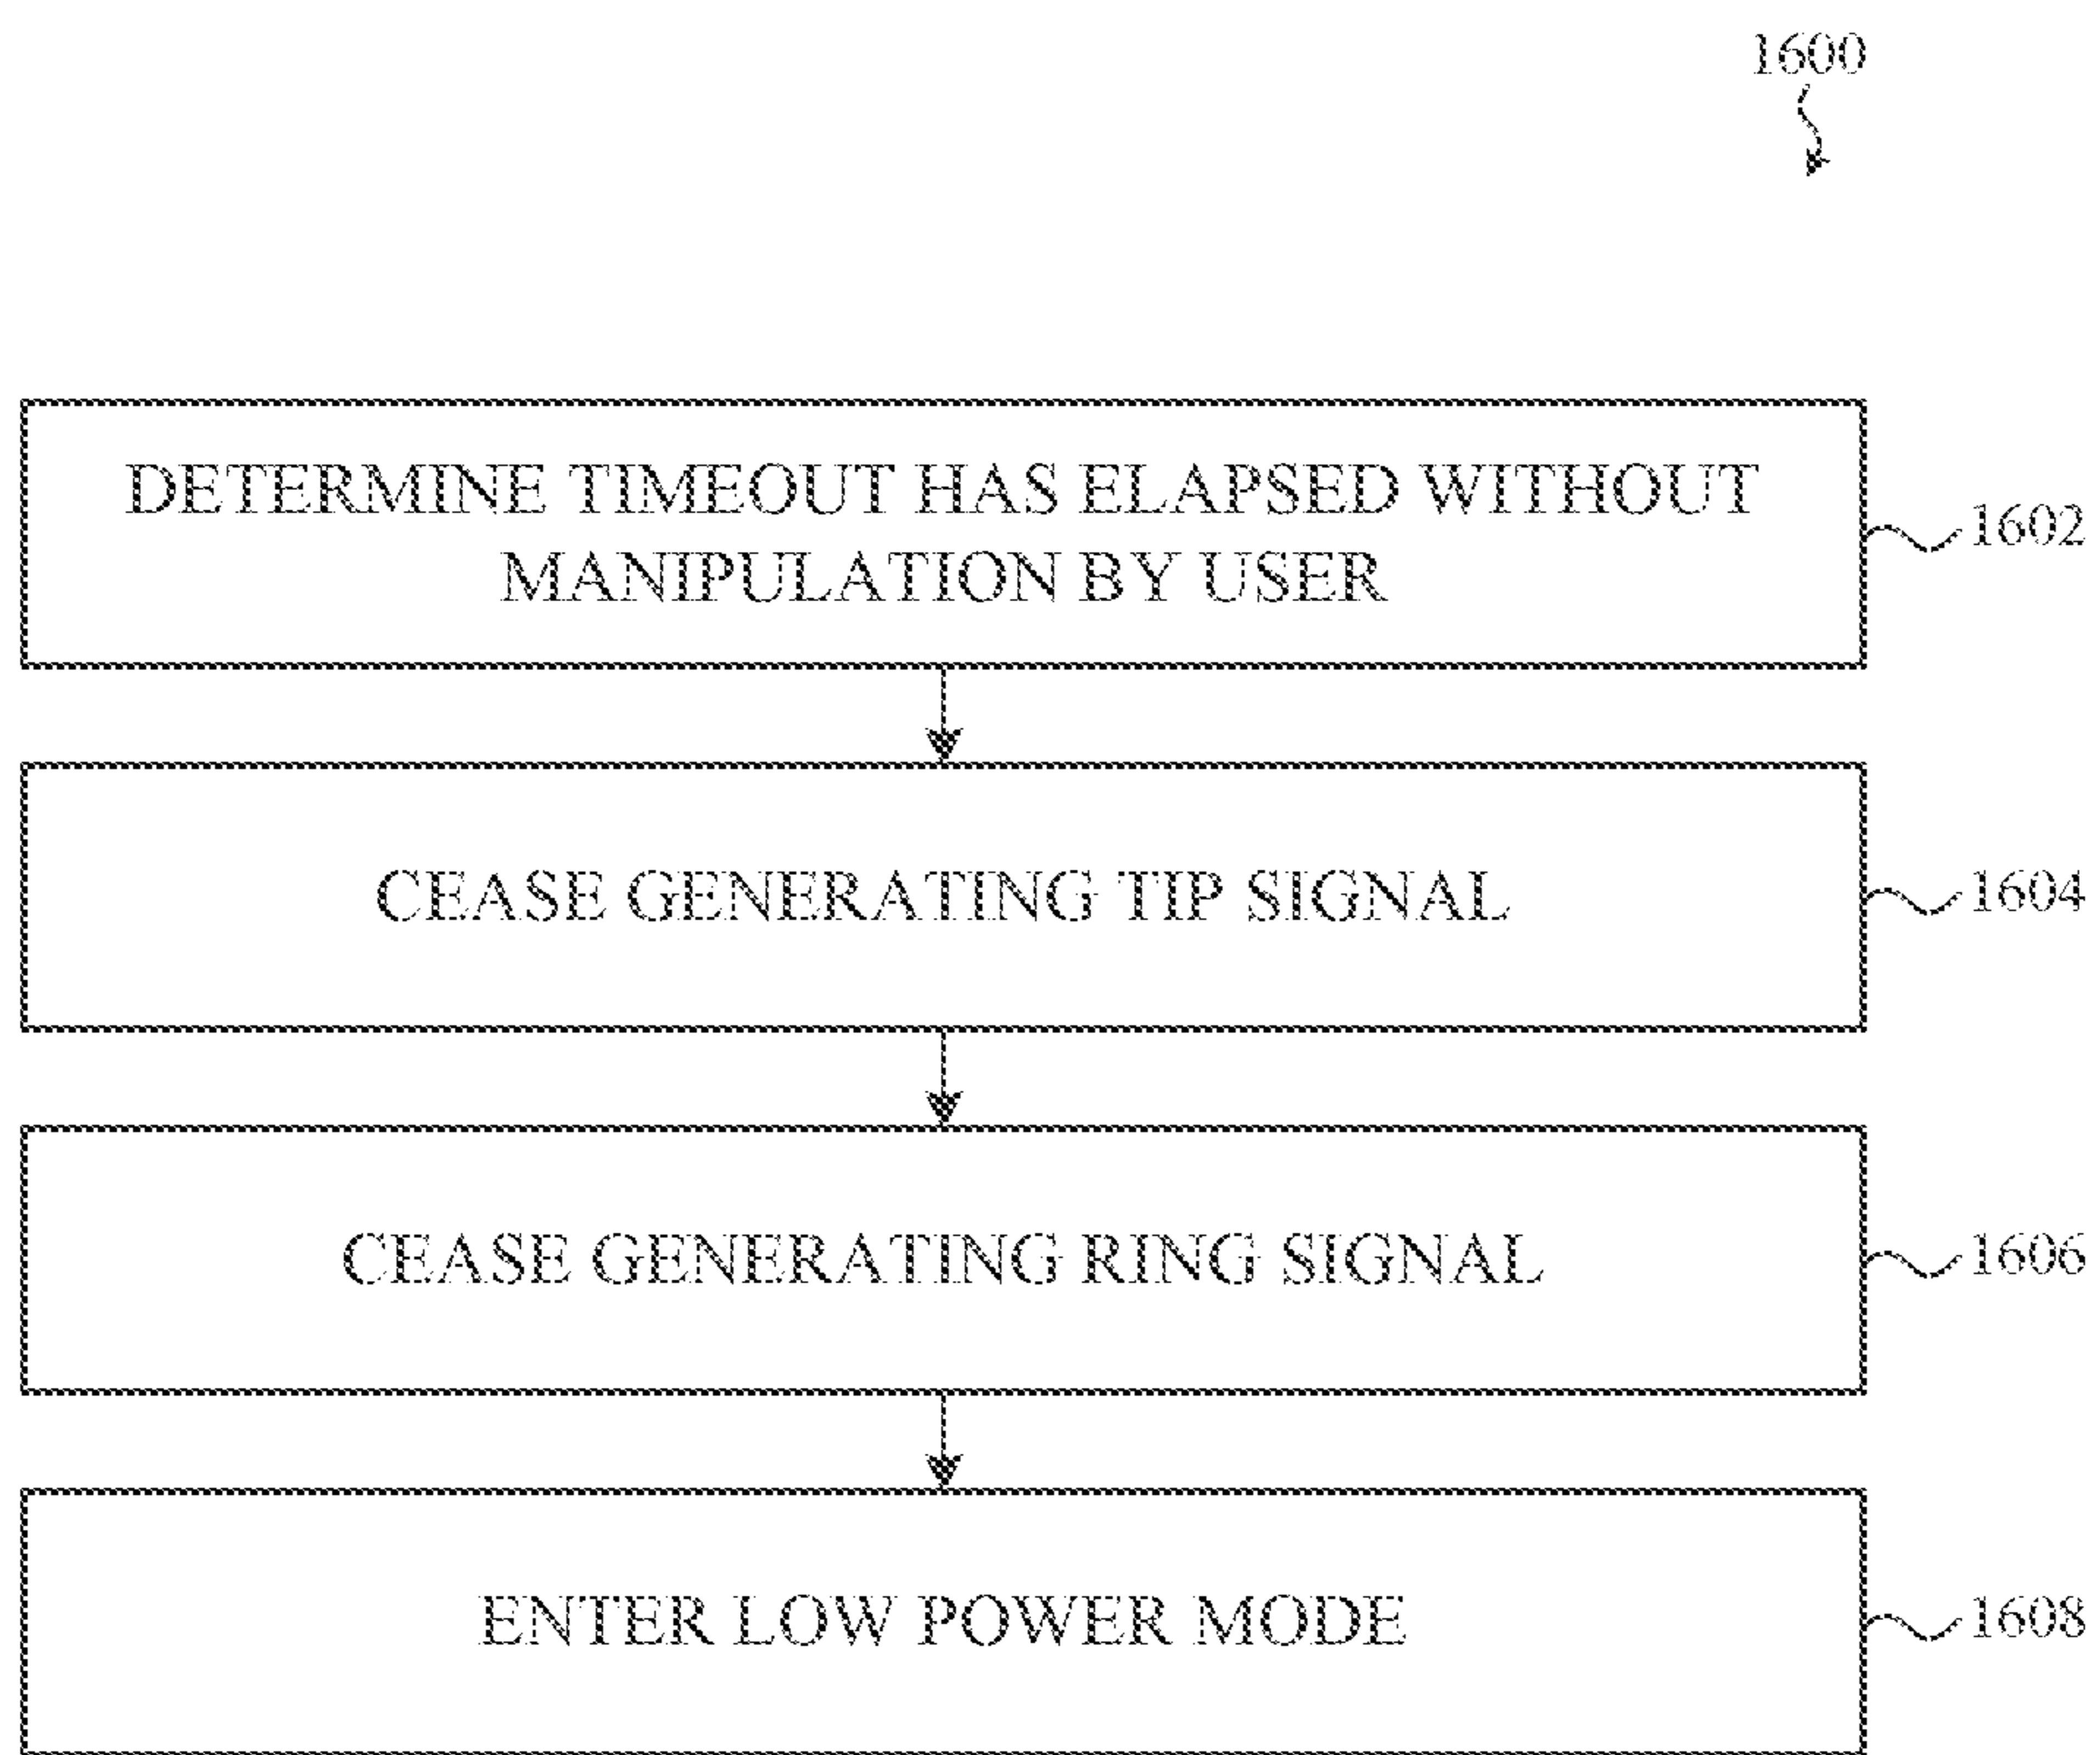 1600
DETERMINE TIMEOUT HAS ELAPSED WITHOUT
MANIPULATION BY USER
1602
CEASE GENERATING TIP SIGNAL
1604
CEASE GENERATING RING SIGNAL
1606
ENTER LOW POWER MODE
1608